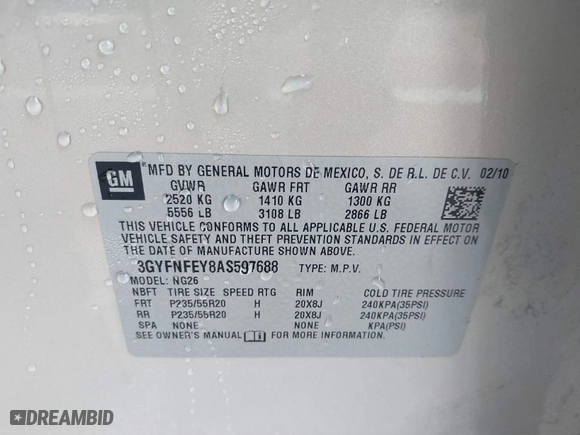 GM
®MFD BY GENERAL MOTORS DE MEXICO, S. DE R.L. DE C.V. 02/10
GVWR GAWR FRT GAWR RR
2520 KG 1410 KG 1300 KG
5556 LB 3108 LB 2866 LB
THIS VEHICLE CONFORMS TO ALL APPLICABLE U.S. FEDERAL MOTOR
VEHICLE SAFETY AND THEFT PREVENTION STANDARDS IN EFFECT ON
THE DATE OF MANUFACTURE SHOWN ABOVE.
3GYFNFEY8AS597688 TYPE: M.P.V.
MODEL: NG26
NBFT TIRE SIZE SPEED RTG RIM COLD TIRE PRESSURE
FRT P235/55R20 H 20X8J 240KPA(35PSI)
RR P235/55R20 H 20X8J 240KPA(35PSI)
SPA NONE NONE NONE KPA(PSI)
SEE OWNER'S MANUAL FOR MORE INFORMATION.
DREAMBID